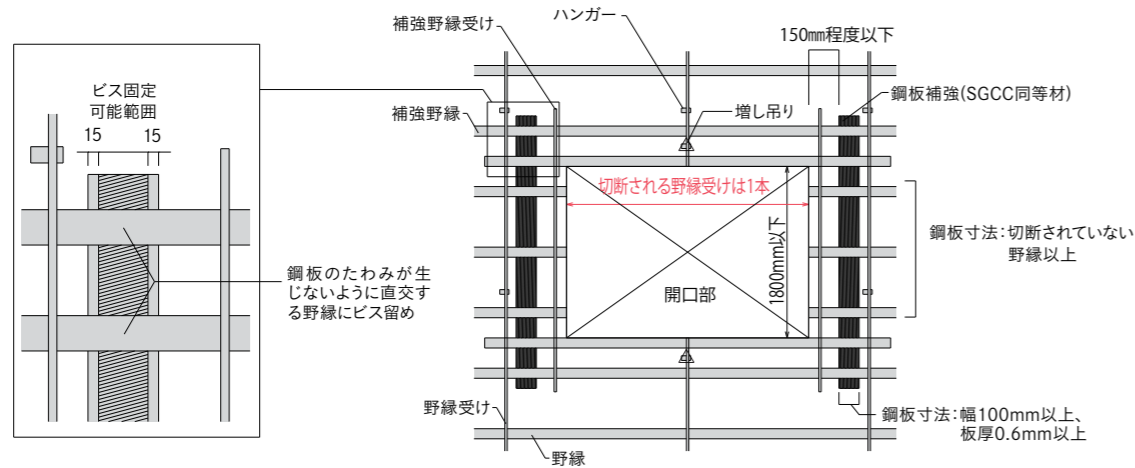 ビス固定
可能範囲
15
15
鋼板のたわみが生
じないように直交す
る野縁にビス留め
補強野縁受け
補強野縁
ハンガー
増し吊り
150㎜程度以下
鋼板補強(SGCC同等材)
切断される野縁受けは1本
1800mm以下
開口部
鋼板寸法：切断されていない
野縁以上
鋼板寸法：幅100mm以上、
板厚0.6mm以上
野縁受け
野縁